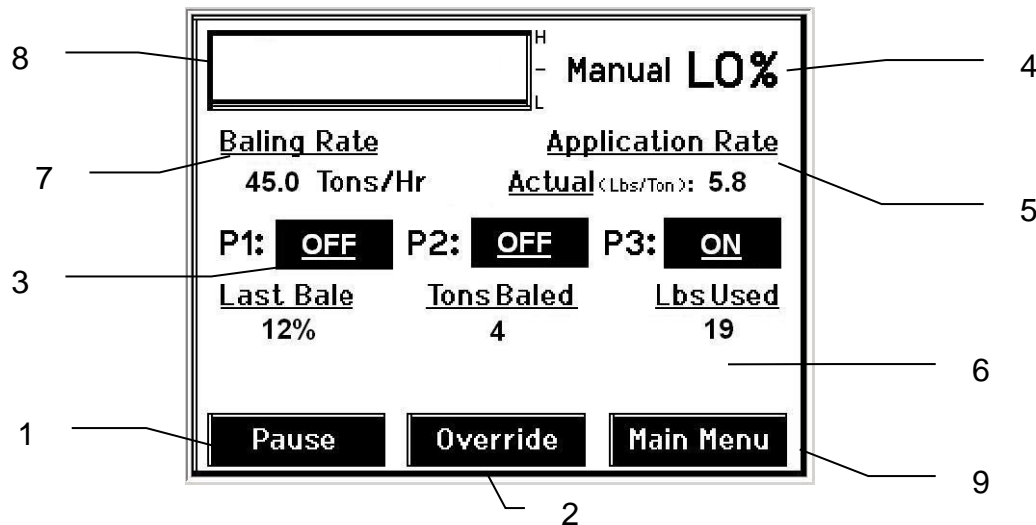 8
H
–
L
Manual LO%
4
Baling Rate
Application Rate
7
45.0 Tons/Hr
Actual (Lbs/Ton): 5.8
5
P1: OFF P2: OFF P3: ON
3
Last Bale Tons Baled Lbs Used
12% 4 19
6
1
Pause Override Main Menu
9
2